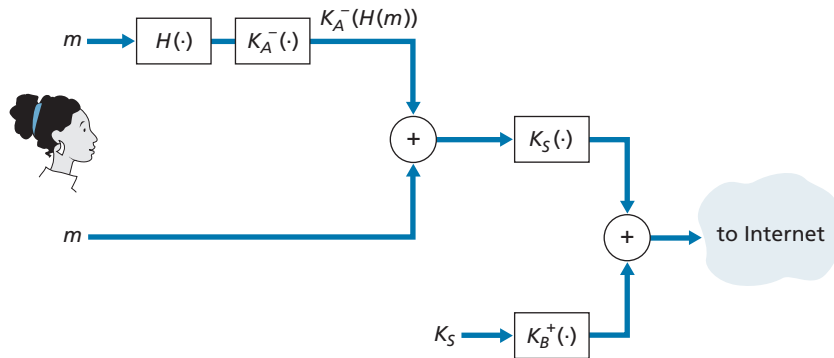 K_A^−(H(m))
m H(·) K_A^−(·)
+ K_S(·)
m
+ to Internet
K_S K_B^+(·)